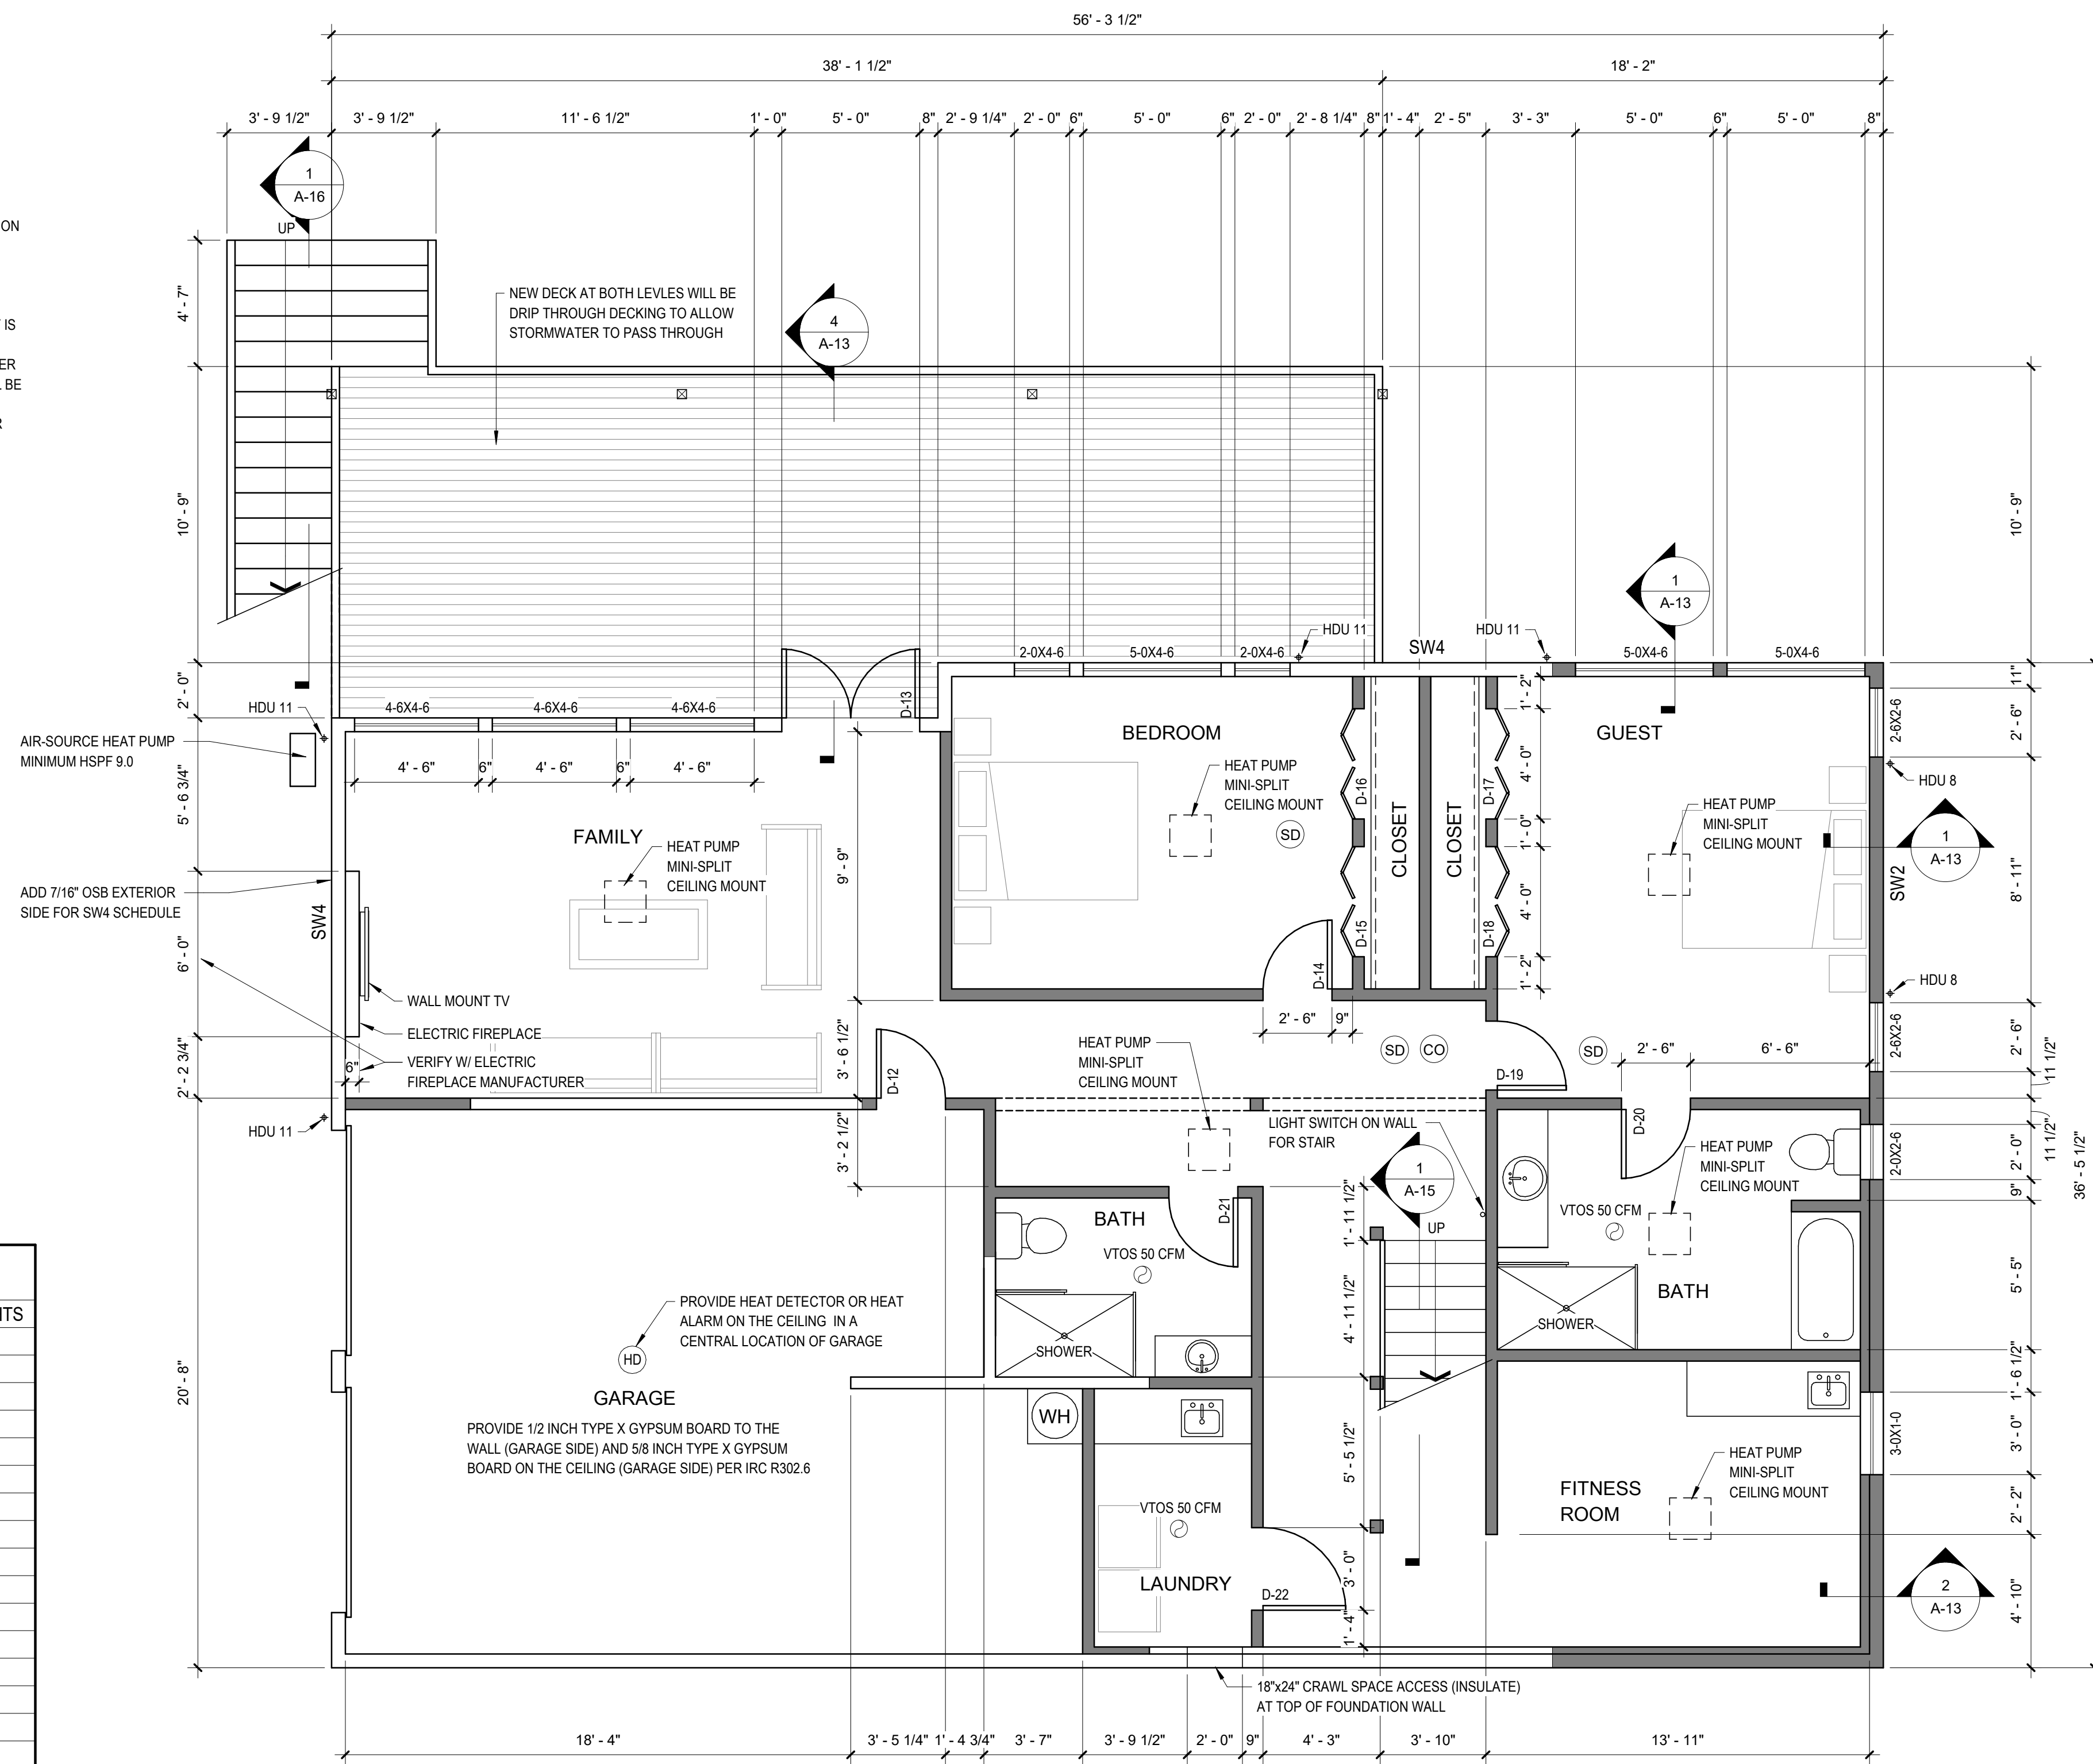 56' - 3 1/2"
38' - 1 1/2"
18' - 2"
3' - 9 1/2"
3' - 9 1/2"
11' - 6 1/2"
1' - 0"
5' - 0"
8"
2' - 9 1/4"
2' - 0"
6"
5' - 0"
6"
2' - 0"
2' - 8 1/4"
8"
1' - 4"
2' - 5"
3' - 3"
5' - 0"
6"
5' - 0"
8"
1
A-16
UP
ON
IS
ER
BE
R
4' - 7"
NEW DECK AT BOTH LEVLES WILL BE
DRIP THROUGH DECKING TO ALLOW
STORMWATER TO PASS THROUGH
4
A-13
10' - 9"
10' - 9"
1
A-13
HDU 11
SW4
HDU 11
2-0X4-6
5-0X4-6
2-0X4-6
5-0X4-6
5-0X4-6
2' - 0"
HDU 11
4-6X4-6
4-6X4-6
4-6X4-6
D-13
11"
2' - 6"
2-6X2-6
AIR-SOURCE HEAT PUMP
MINIMUM HSPF 9.0
4' - 6"
6"
4' - 6"
6"
4' - 6"
5' - 6 3/4"
FAMILY
HEAT PUMP
MINI-SPLIT
CEILING MOUNT
9' - 9"
BEDROOM
HEAT PUMP
MINI-SPLIT
CEILING MOUNT
SD
D-16
D-15
CLOSET
CLOSET
D-17
D-18
1' - 2"
4' - 0"
1' - 0"
4' - 0"
1' - 2"
GUEST
HEAT PUMP
MINI-SPLIT
CEILING MOUNT
HDU 8
1
A-13
SW2
8' - 11"
HDU 8
ADD 7/16" OSB EXTERIOR
SIDE FOR SW4 SCHEDULE
SW4
6' - 0"
WALL MOUNT TV
ELECTRIC FIREPLACE
VERIFY W/ ELECTRIC
FIREPLACE MANUFACTURER
6"
2' - 2 3/4"
HDU 11
D-12
3' - 6 1/2"
3' - 2 1/2"
D-14
2' - 6"
9"
HEAT PUMP
MINI-SPLIT
CEILING MOUNT
SD
CO
SD
D-19
2' - 6"
6' - 6"
2-6X2-6
2' - 6"
11 1/2"
11 1/2"
36' - 5 1/2"
LIGHT SWITCH ON WALL
FOR STAIR
1
A-15
UP
D-20
HEAT PUMP
MINI-SPLIT
CEILING MOUNT
VTOS 50 CFM
BATH
SHOWER
2-0X2-6
2' - 0"
9"
5' - 5"
BATH
VTOS 50 CFM
D-21
SHOWER
1' - 11 1/2"
4' - 11 1/2"
5' - 5 1/2"
3' - 0"
1' - 4"
20' - 8"
PROVIDE HEAT DETECTOR OR HEAT
ALARM ON THE CEILING IN A
CENTRAL LOCATION OF GARAGE
HD
GARAGE
PROVIDE 1/2 INCH TYPE X GYPSUM BOARD TO THE
WALL (GARAGE SIDE) AND 5/8 INCH TYPE X GYPSUM
BOARD ON THE CEILING (GARAGE SIDE) PER IRC R302.6
WH
VTOS 50 CFM
LAUNDRY
D-22
FITNESS
ROOM
HEAT PUMP
MINI-SPLIT
CEILING MOUNT
3-0X1-0
1' - 6 1/2"
3' - 0"
2' - 2"
4' - 10"
2
A-13
ITS
18"x24" CRAWL SPACE ACCESS (INSULATE)
AT TOP OF FOUNDATION WALL
18' - 4"
3' - 5 1/4"
1' - 4 3/4"
3' - 7"
3' - 9 1/2"
2' - 0"
9"
4' - 3"
3' - 10"
13' - 11"